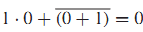 1 · 0 + \overline{(0 + 1)} = 0